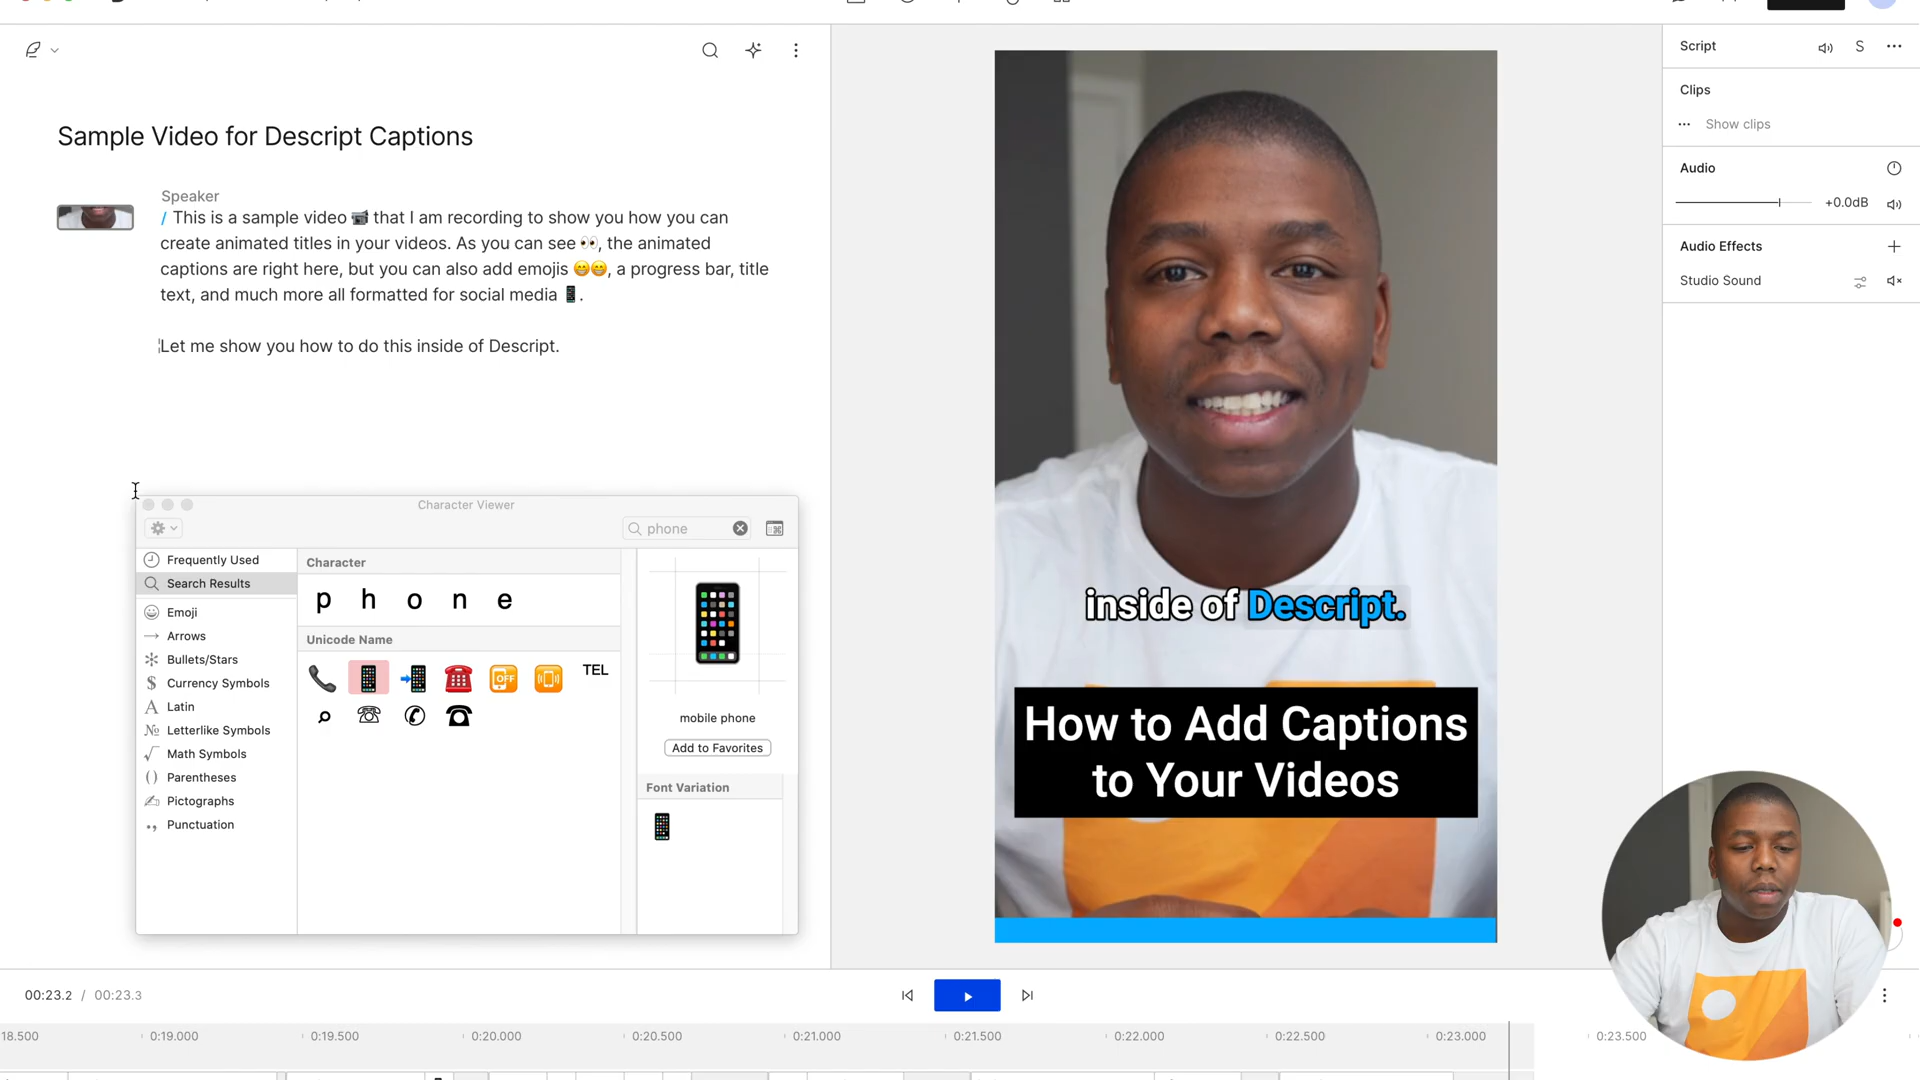 Script
S
Clips
Show clips
Audio
+0.0dB
Audio Effects
Studio Sound
Sample Video for Descript Captions
Speaker
/ This is a sample video 📹 that I am recording to show you how you can
create animated titles in your videos. As you can see 👀, the animated
captions are right here, but you can also add emojis 😁😁, a progress bar, title
text, and much more all formatted for social media 📱.
Let me show you how to do this inside of Descript.
Character Viewer
phone
Frequently Used
Search Results
Emoji
Arrows
Bullets/Stars
Currency Symbols
Latin
Letterlike Symbols
Math Symbols
Parentheses
Pictographs
Punctuation
Character
p h o n e
Unicode Name
OFF
TEL
mobile phone
Add to Favorites
Font Variation
inside of Descript.
How to Add Captions
to Your Videos
00:23.2 / 00:23.3
18.500 0:19.000 0:19.500 0:20.000 0:20.500 0:21.000 0:21.500 0:22.000 0:22.500 0:23.000 0:23.500